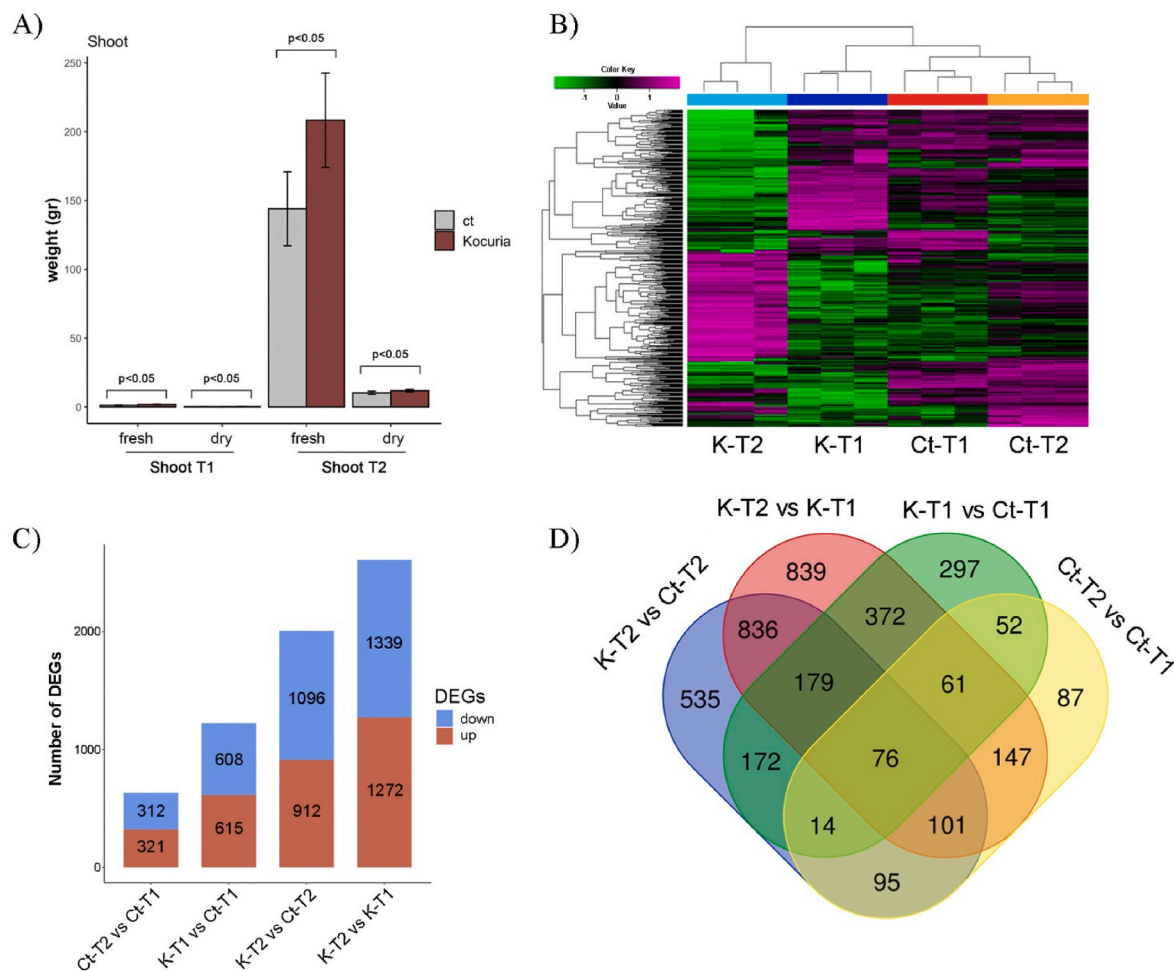 A)
Shoot
p<0.05
250
200
150
100
50
0
weight (gr)
p<0.05
p<0.05
p<0.05
ct
Kocuria
fresh
dry
fresh
dry
Shoot T1
Shoot T2
B)
Color Key
-1
0
1
Value
K-T2
K-T1
Ct-T1
Ct-T2
C)
Number of DEGs
2000
1000
0
312
321
608
615
1096
912
1339
1272
DEGs
down
up
Ct-T2 vs Ct-T1
K-T1 vs Ct-T1
K-T2 vs Ct-T2
K-T2 vs K-T1
D)
K-T2 vs K-T1
K-T1 vs Ct-T1
K-T2 vs Ct-T2
Ct-T2 vs Ct-T1
839
297
836
372
52
535
179
61
87
172
76
147
14
101
95